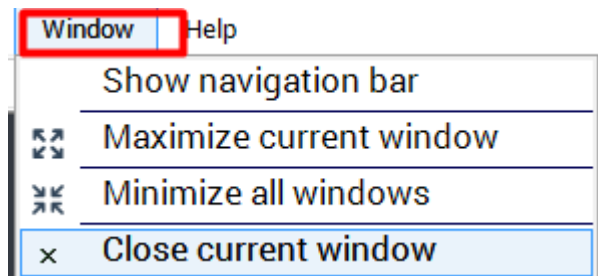 Window Help
Show navigation bar
Maximize current window
Minimize all windows
× Close current window